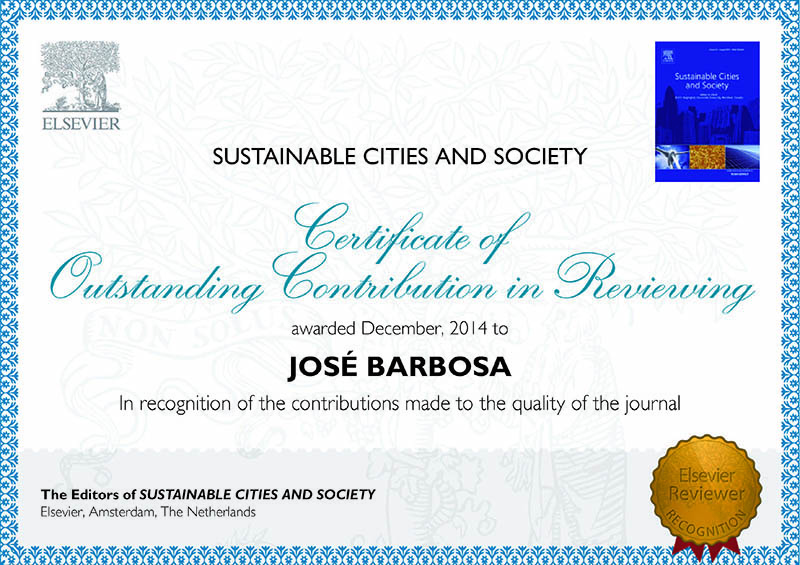 ELSEVIER
Sustainable Cities
and Society
SUSTAINABLE CITIES AND SOCIETY
Certificate of
Outstanding Contribution in Reviewing
NON SOLUS
awarded December, 2014 to
JOSÉ BARBOSA
In recognition of the contributions made to the quality of the journal
The Editors of SUSTAINABLE CITIES AND SOCIETY
Elsevier, Amsterdam, The Netherlands
Elsevier
Reviewer
RECOGNITION